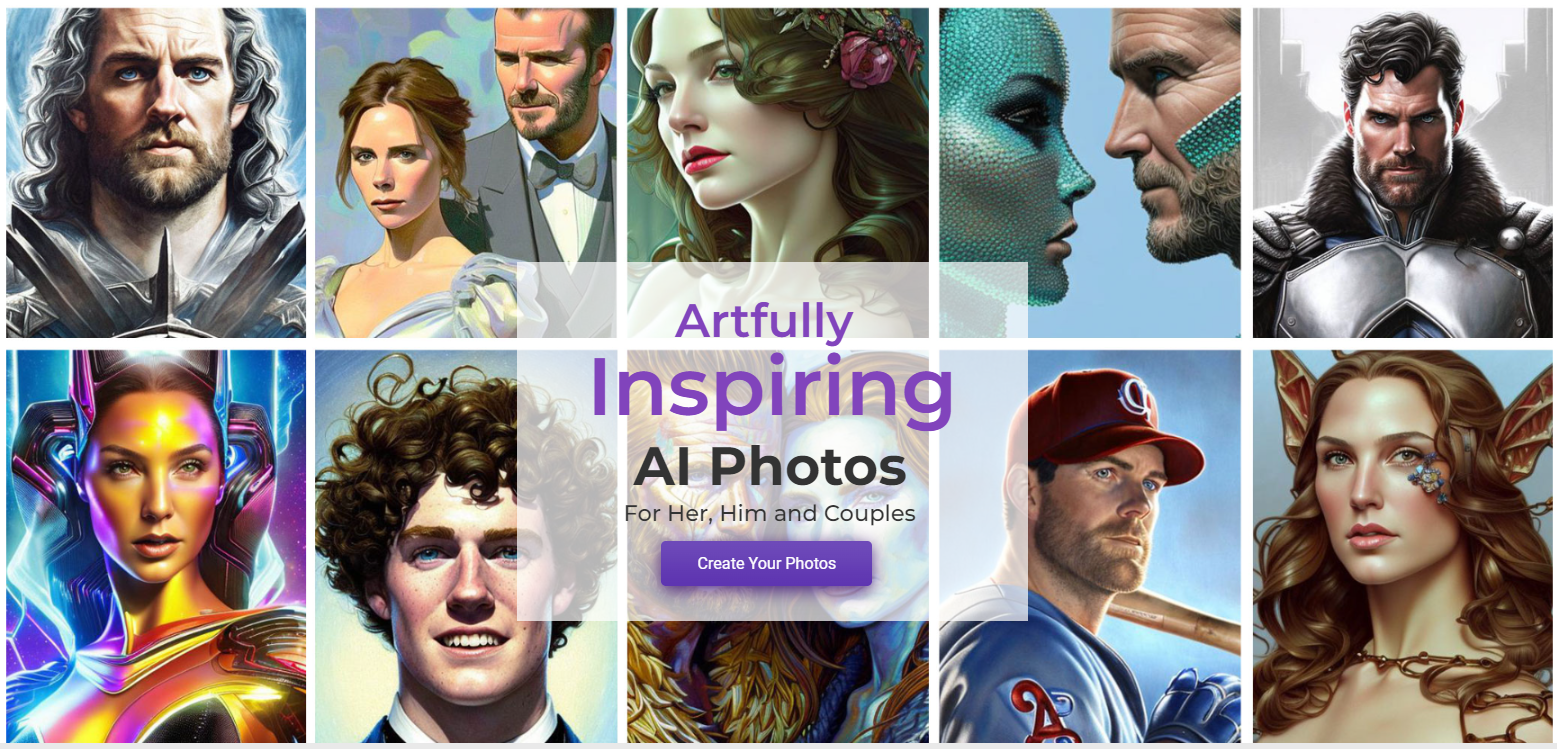 Artfully
Inspiring
AI Photos
For Her, Him and Couples
Create Your Photos
A